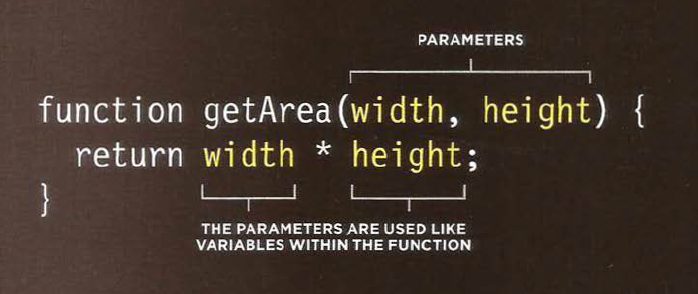 PARAMETERS
function getArea(width, height) {
return width * height;
}
THE PARAMETERS ARE USED LIKE
VARIABLES WITHIN THE FUNCTION